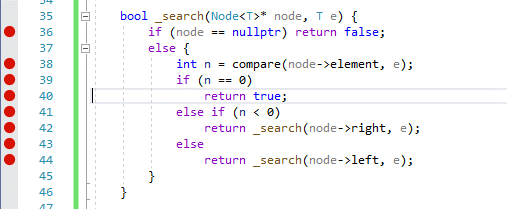 35 bool _search(Node<T>* node, T e) {
36 if (node == nullptr) return false;
37 else {
38 int n = compare(node->element, e);
39 if (n == 0)
40 return true;
41 else if (n < 0)
42 return _search(node->right, e);
43 else
44 return _search(node->left, e);
45 }
46 }